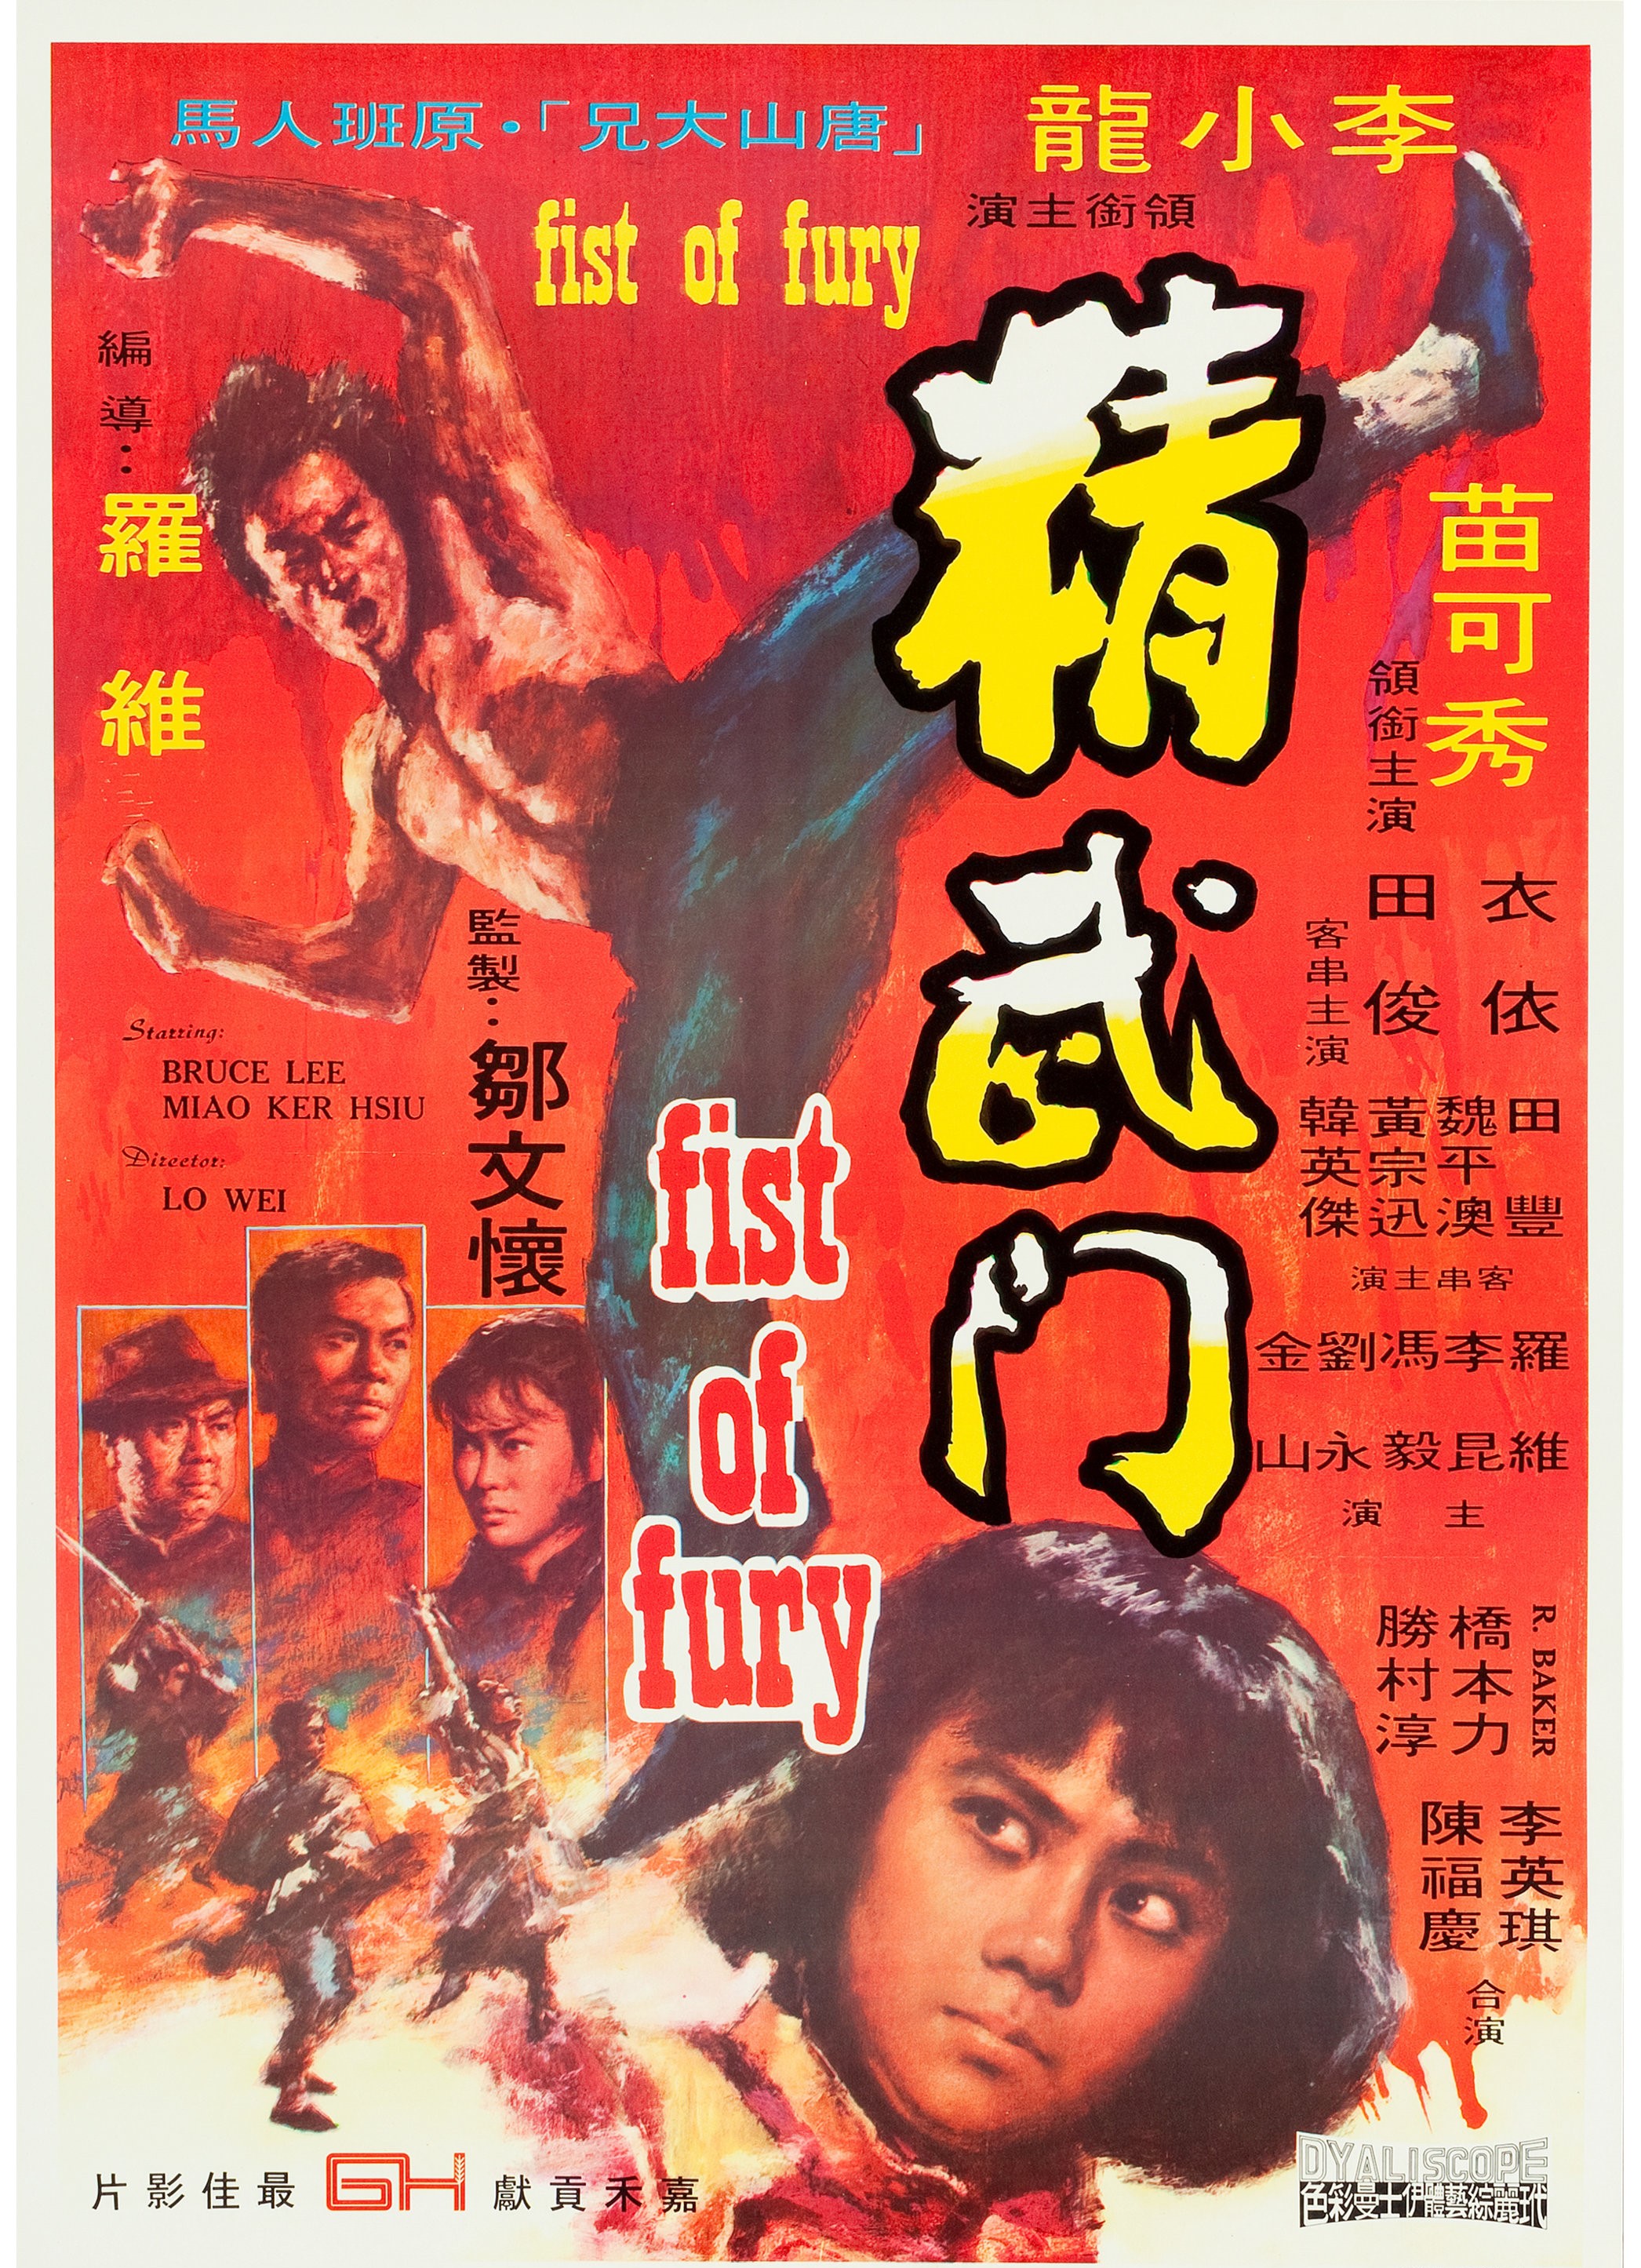 李小龍
領銜主演
「唐山大兄」·原班人馬
fist of fury
精武門
編導：
羅維
苗可秀
領銜主演
衣依
田俊
客串主演
田豐
魏平澳
黃宗迅
韓英傑
客串主演
羅維
李昆
馮毅
劉永
金山
主演
監製：
鄒文懷
Starring:
BRUCE LEE
MIAO KER HSIU
Director:
LO WEI
fist
of
fury
R. BAKER
橋本力
勝村淳
李英琪
陳福慶
合演
嘉禾貢獻
GH
最佳影片
DYALISCOPE
玳麗綜藝體伊士曼彩色